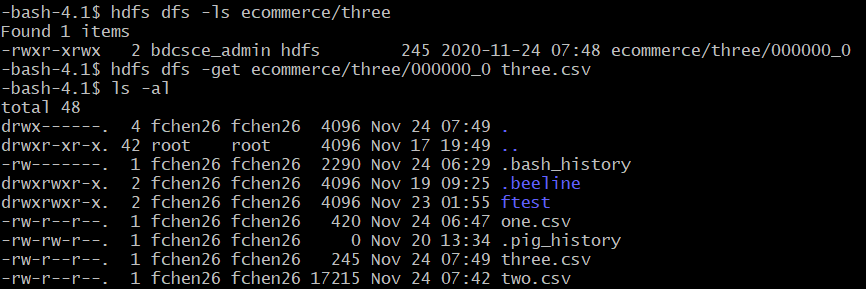 -bash-4.1$ hdfs dfs -ls ecommerce/three
Found 1 items
-rwxr-xrwx   2 bdcsce_admin hdfs        245 2020-11-24 07:48 ecommerce/three/000000_0
-bash-4.1$ hdfs dfs -get ecommerce/three/000000_0 three.csv
-bash-4.1$ ls -al
total 48
drwx------.  4 fchen26 fchen26  4096 Nov 24 07:49 .
drwxr-xr-x. 42 root    root     4096 Nov 17 19:49 ..
-rw-------.  1 fchen26 fchen26  2290 Nov 24 06:29 .bash_history
drwxrwxr-x.  2 fchen26 fchen26  4096 Nov 19 09:25 .beeline
drwxrwxr-x.  2 fchen26 fchen26  4096 Nov 23 01:55 ftest
-rw-r--r--.  1 fchen26 fchen26   420 Nov 24 06:47 one.csv
-rw-rw-r--.  1 fchen26 fchen26     0 Nov 20 13:34 .pig_history
-rw-r--r--.  1 fchen26 fchen26   245 Nov 24 07:49 three.csv
-rw-r--r--.  1 fchen26 fchen26 17215 Nov 24 07:42 two.csv